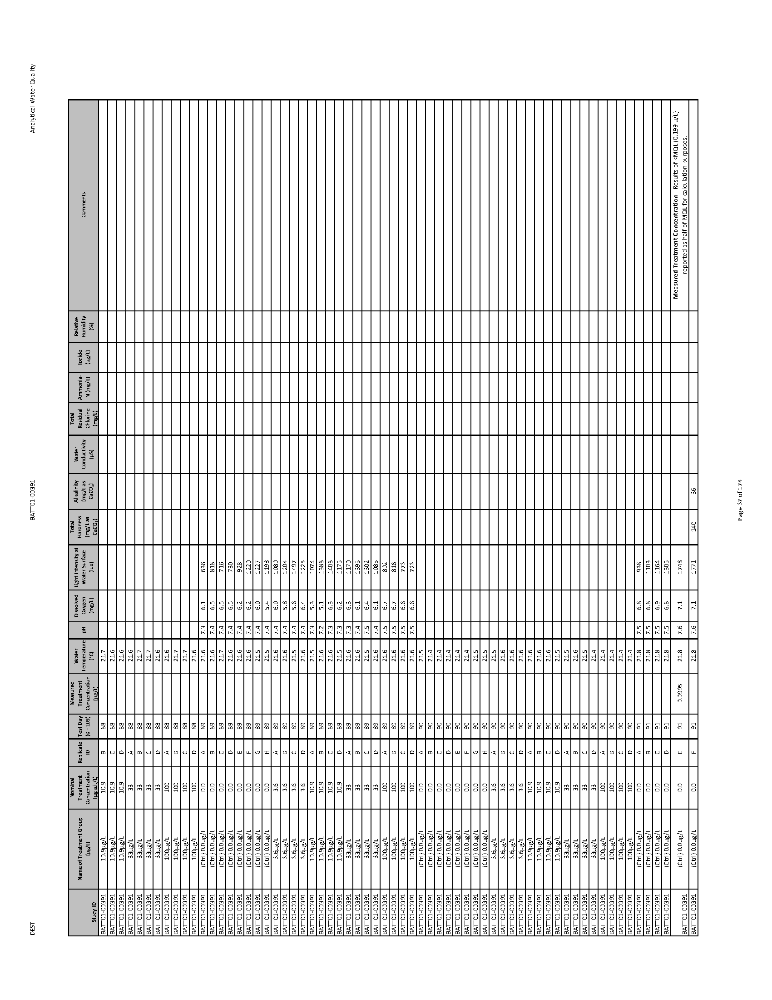 DEST BATT01-00391 Analytical Water Quality
Study ID Name of Treatment Group (µg/L) Nominal Treatment Concentration (µg a.i./L) Replicate ID Test Day (0 - 109) Measured Treatment Concentration (µg/L) Water Temperature (°C) pH Dissolved Oxygen (mg/L) Light Intensity at Water Surface (lux) Total Hardness (mg/L as CaCO₃) Alkalinity (mg/L as CaCO₃) Water Conductivity (µS) Total Residual Chlorine (mg/L) Ammonia-N (mg/L) Iodide (µg/L) Relative Humidity (%) Comments
BATT01-00391 10.9µg/L 10.9 B 88 21.7
BATT01-00391 10.9µg/L 10.9 C 88 21.6
BATT01-00391 10.9µg/L 10.9 D 88 21.6
BATT01-00391 33µg/L 33 A 88 21.6
BATT01-00391 33µg/L 33 B 88 21.7
BATT01-00391 33µg/L 33 C 88 21.7
BATT01-00391 33µg/L 33 D 88 21.6
BATT01-00391 100µg/L 100 A 88 21.6
BATT01-00391 100µg/L 100 B 88 21.7
BATT01-00391 100µg/L 100 C 88 21.7
BATT01-00391 100µg/L 100 D 88 21.6
BATT01-00391 (Ctrl) 0.0µg/L 0.0 A 89 21.6 7.3 6.1 636
BATT01-00391 (Ctrl) 0.0µg/L 0.0 B 89 21.6 7.4 6.5 818
BATT01-00391 (Ctrl) 0.0µg/L 0.0 C 89 21.7 7.4 6.5 716
BATT01-00391 (Ctrl) 0.0µg/L 0.0 D 89 21.6 7.4 6.5 730
BATT01-00391 (Ctrl) 0.0µg/L 0.0 E 89 21.6 7.4 6.2 928
BATT01-00391 (Ctrl) 0.0µg/L 0.0 F 89 21.6 7.4 6.2 1220
BATT01-00391 (Ctrl) 0.0µg/L 0.0 G 89 21.5 7.4 6.0 1227
BATT01-00391 (Ctrl) 0.0µg/L 0.0 H 89 21.5 7.4 5.4 1198
BATT01-00391 3.6µg/L 3.6 A 89 21.6 7.4 6.0 1080
BATT01-00391 3.6µg/L 3.6 B 89 21.6 7.4 5.8 1204
BATT01-00391 3.6µg/L 3.6 C 89 21.5 7.4 5.6 1497
BATT01-00391 3.6µg/L 3.6 D 89 21.6 7.4 6.4 1225
BATT01-00391 10.9µg/L 10.9 A 89 21.5 7.3 5.3 1074
BATT01-00391 10.9µg/L 10.9 B 89 21.6 7.2 5.1 1388
BATT01-00391 10.9µg/L 10.9 C 89 21.6 7.3 6.3 1408
BATT01-00391 10.9µg/L 10.9 D 89 21.5 7.3 6.2 1175
BATT01-00391 33µg/L 33 A 89 21.6 7.3 6.3 1170
BATT01-00391 33µg/L 33 B 89 21.6 7.4 6.1 1395
BATT01-00391 33µg/L 33 C 89 21.5 7.5 6.4 1302
BATT01-00391 33µg/L 33 D 89 21.6 7.4 6.1 1085
BATT01-00391 100µg/L 100 A 89 21.6 7.5 6.7 802
BATT01-00391 100µg/L 100 B 89 21.6 7.5 6.7 816
BATT01-00391 100µg/L 100 C 89 21.6 7.5 6.6 773
BATT01-00391 100µg/L 100 D 89 21.6 7.5 6.6 723
BATT01-00391 (Ctrl) 0.0µg/L 0.0 A 90 21.5
BATT01-00391 (Ctrl) 0.0µg/L 0.0 B 90 21.4
BATT01-00391 (Ctrl) 0.0µg/L 0.0 C 90 21.4
BATT01-00391 (Ctrl) 0.0µg/L 0.0 D 90 21.4
BATT01-00391 (Ctrl) 0.0µg/L 0.0 E 90 21.4
BATT01-00391 (Ctrl) 0.0µg/L 0.0 F 90 21.4
BATT01-00391 (Ctrl) 0.0µg/L 0.0 G 90 21.5
BATT01-00391 (Ctrl) 0.0µg/L 0.0 H 90 21.5
BATT01-00391 3.6µg/L 3.6 A 90 21.5
BATT01-00391 3.6µg/L 3.6 B 90 21.6
BATT01-00391 3.6µg/L 3.6 C 90 21.6
BATT01-00391 3.6µg/L 3.6 D 90 21.6
BATT01-00391 10.9µg/L 10.9 A 90 21.6
BATT01-00391 10.9µg/L 10.9 B 90 21.6
BATT01-00391 10.9µg/L 10.9 C 90 21.6
BATT01-00391 10.9µg/L 10.9 D 90 21.5
BATT01-00391 33µg/L 33 A 90 21.5
BATT01-00391 33µg/L 33 B 90 21.6
BATT01-00391 33µg/L 33 C 90 21.5
BATT01-00391 33µg/L 33 D 90 21.4
BATT01-00391 100µg/L 100 A 90 21.4
BATT01-00391 100µg/L 100 B 90 21.4
BATT01-00391 100µg/L 100 C 90 21.4
BATT01-00391 100µg/L 100 D 90 21.4
BATT01-00391 (Ctrl) 0.0µg/L 0.0 A 91 21.8 7.5 6.8 938
BATT01-00391 (Ctrl) 0.0µg/L 0.0 B 91 21.8 7.5 6.8 1103
BATT01-00391 (Ctrl) 0.0µg/L 0.0 C 91 21.8 7.5 6.9 1164
BATT01-00391 (Ctrl) 0.0µg/L 0.0 D 91 21.8 7.5 6.8 1305
BATT01-00391 (Ctrl) 0.0µg/L 0.0 E 91 0.0995 21.8 7.6 7.1 1748 Measured Treatment Concentration - Results of <MQL (0.199 µ/L)
reported as half of MQL for calculation purposes.
BATT01-00391 (Ctrl) 0.0µg/L 0.0 F 91 21.8 7.6 7.1 1771 140 36
Page 37 of 174